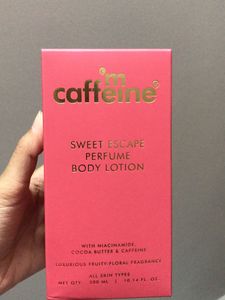 'm
caffeine
SWEET ESCAPE
PERFUME
BODY LOTION
WITH NIACINAMIDE,
COCOA BUTTER & CAFFEINE
LUXURIOUS FRUITY-FLORAL FRAGRANCE
ALL SKIN TYPES
NET QTY. 300 ML | 10.14 FL. OZ.